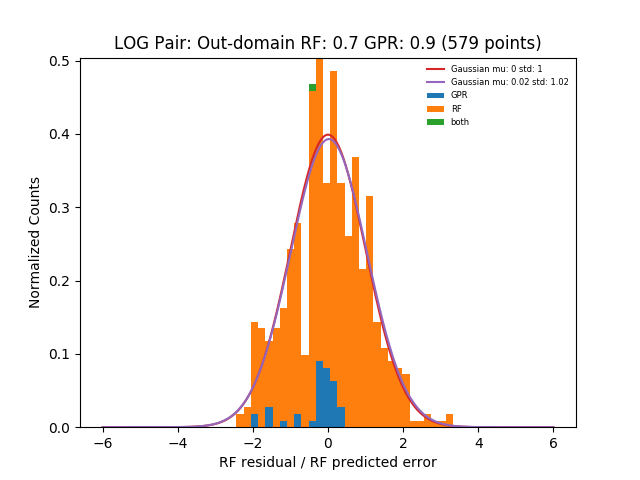 LOG Pair: Out-domain RF: 0.7 GPR: 0.9 (579 points)
Gaussian mu: 0 std: 1
Gaussian mu: 0.02 std: 1.02
GPR
RF
both
Normalized Counts
0.5
0.4
0.3
0.2
0.1
0.0
−6 −4 −2 0 2 4 6
RF residual / RF predicted error